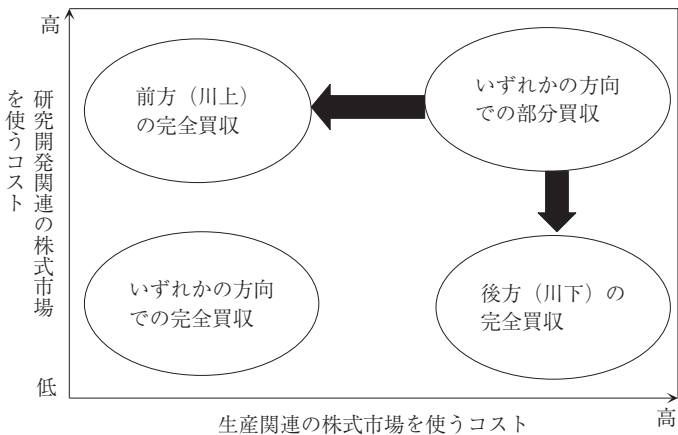 高
研究開発関連の株式市場
を使うコスト
前方（川上）
の完全買収
いずれかの方向
での部分買収
いずれかの方向
での完全買収
後方（川下）の
完全買収
低
生産関連の株式市場を使うコスト
高